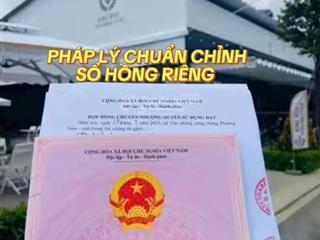 PHÁP LÝ CHUẨN CHỈNH
SỔ HỒNG RIÊNG
CỘNG HÒA XÃ HỘI CHỦ NGHĨA VIỆT NAM
Độc lập - Tự do - Hạnh phúc
HỢP ĐỒNG CHUYỂN NHƯỢNG QUYỀN SỬ DỤNG ĐẤT
CỘNG HÒA XÃ HỘI CHỦ NGHĨA VIỆT NAM
Độc lập - Tự do - Hạnh phúc